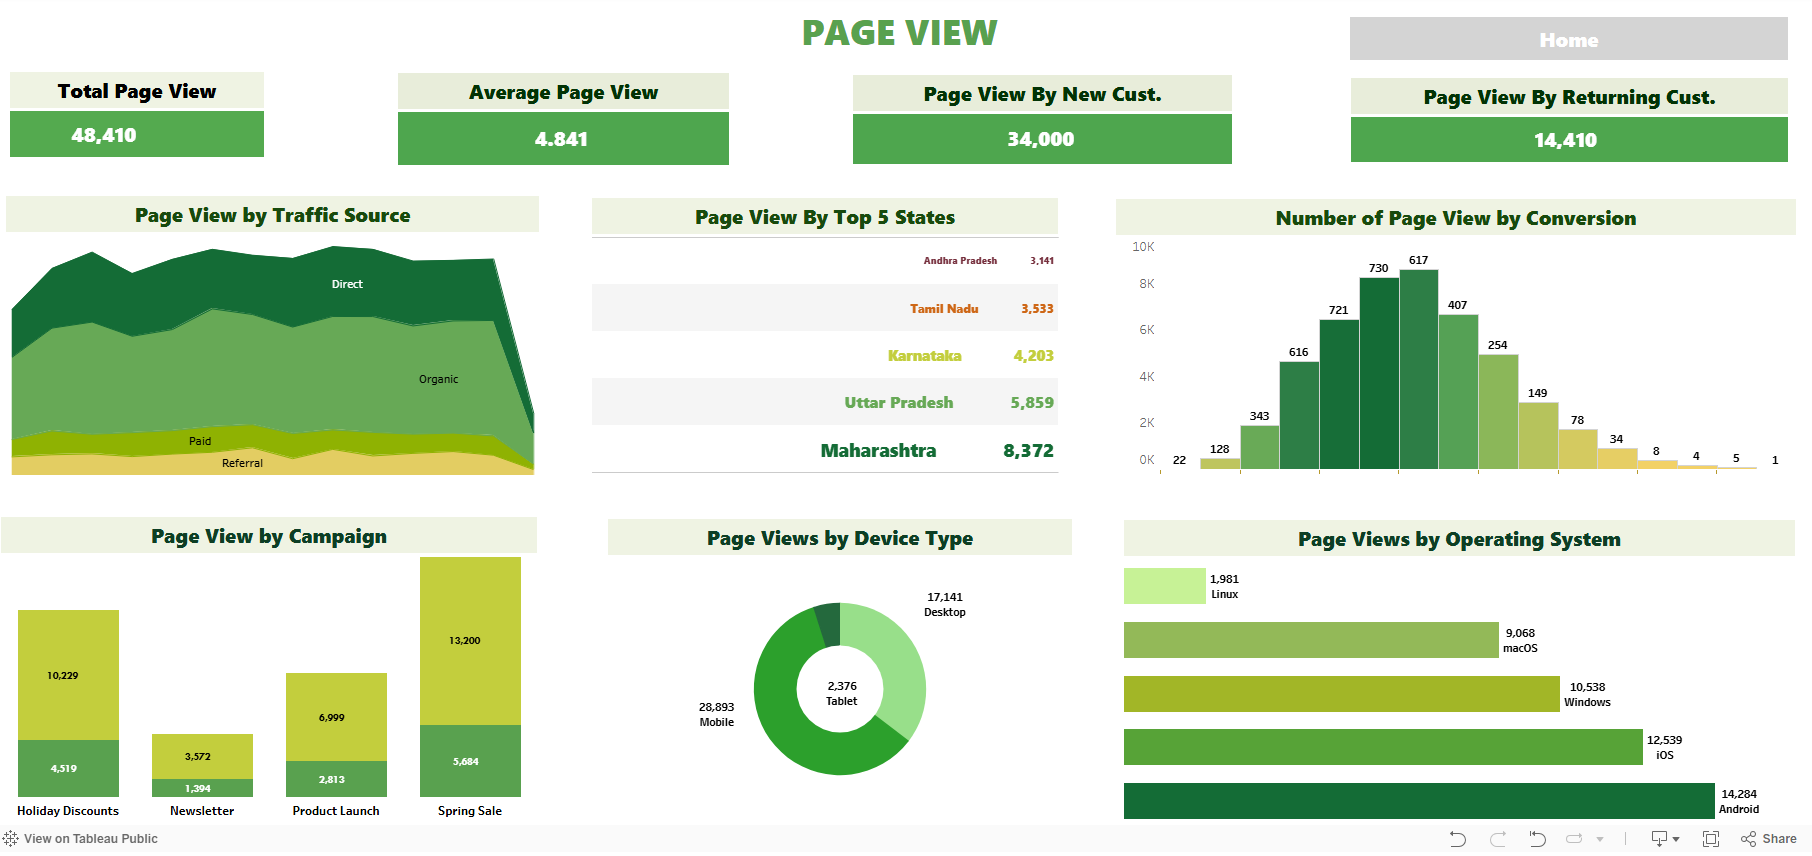 PAGE VIEW
Home
Total Page View
48,410
Average Page View
4.841
Page View By New Cust.
34,000
Page View By Returning Cust.
14,410
Page View by Traffic Source
Direct
Organic
Paid
Referral
Page View By Top 5 States
Andhra Pradesh 3,141
Tamil Nadu 3,533
Karnataka 4,203
Uttar Pradesh 5,859
Maharashtra 8,372
Number of Page View by Conversion
10K
8K
6K
4K
2K
0K
22
128
343
616
721
730
617
407
254
149
78
34
8
4
5
1
Page View by Campaign
10,229
4,519
Holiday Discounts
3,572
1,394
Newsletter
6,999
2,813
Product Launch
13,200
5,684
Spring Sale
Page Views by Device Type
17,141
Desktop
2,376
Tablet
28,893
Mobile
Page Views by Operating System
1,981
Linux
9,068
macOS
10,538
Windows
12,539
iOS
14,284
Android
View on Tableau Public
Share